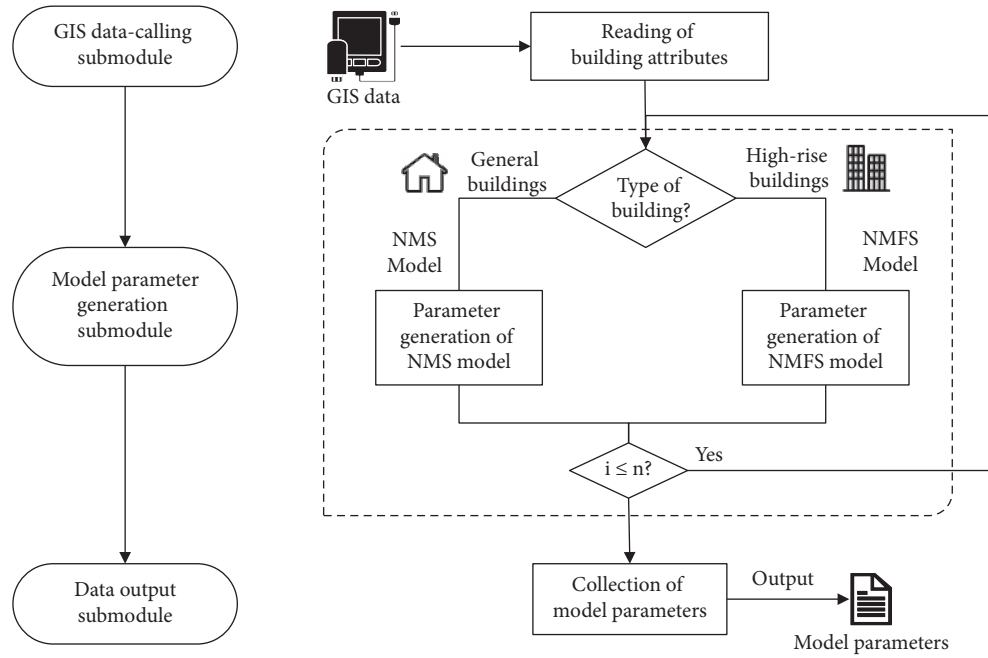 GIS data-calling
submodule
Model parameter
generation
submodule
Data output
submodule
GIS data
Reading of
building attributes
General
buildings
Type of
building?
High-rise
buildings
NMS
Model
NMFS
Model
Parameter
generation of
NMS model
Parameter
generation of
NMFS model
i ≤ n?
Yes
Collection of
model parameters
Output
Model parameters